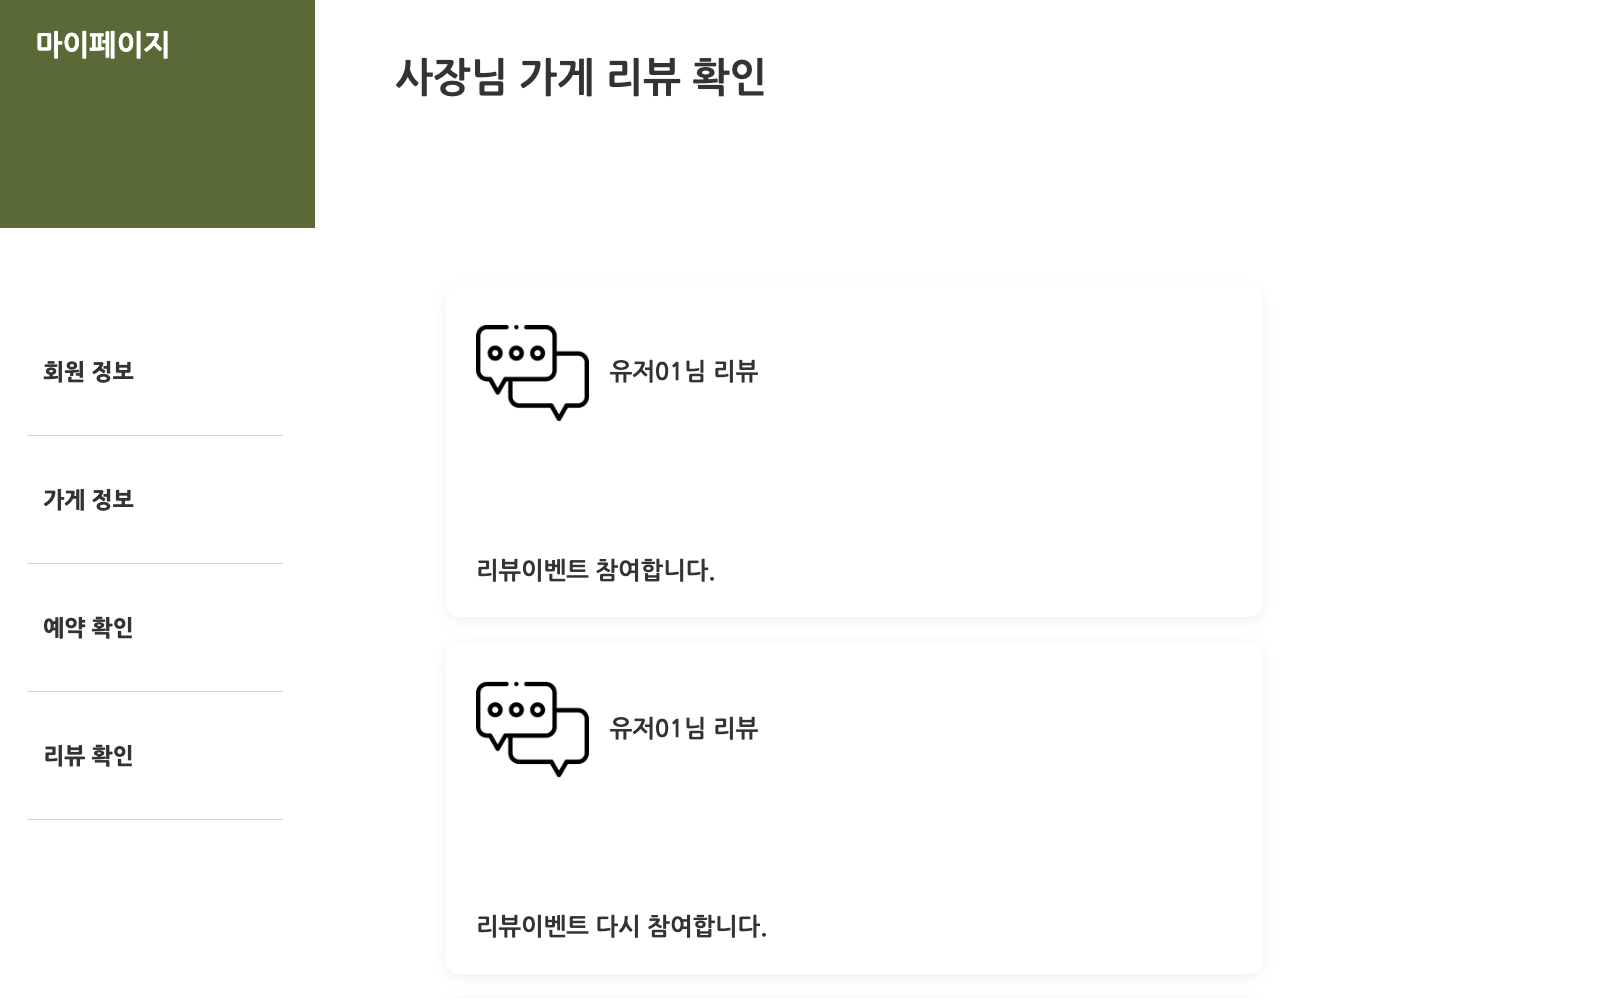 마이페이지
사장님 가게 리뷰 확인
회원 정보
가게 정보
예약 확인
리뷰 확인
유저01님 리뷰
리뷰이벤트 참여합니다.
유저01님 리뷰
리뷰이벤트 다시 참여합니다.